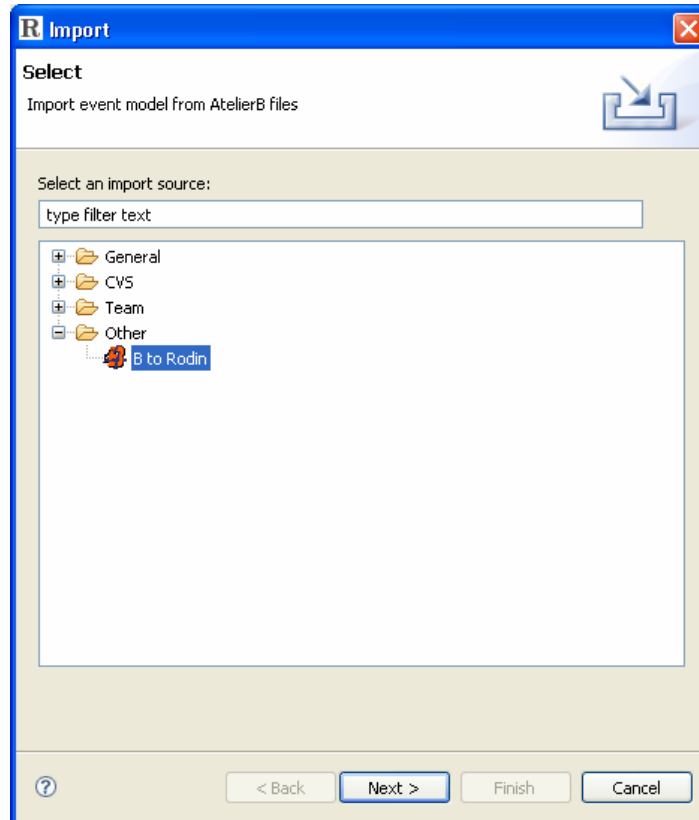 R Import
Select
Import event model from AtelierB files
Select an import source:
type filter text
General
CVS
Team
Other
B to Rodin
?
< Back Next > Finish Cancel